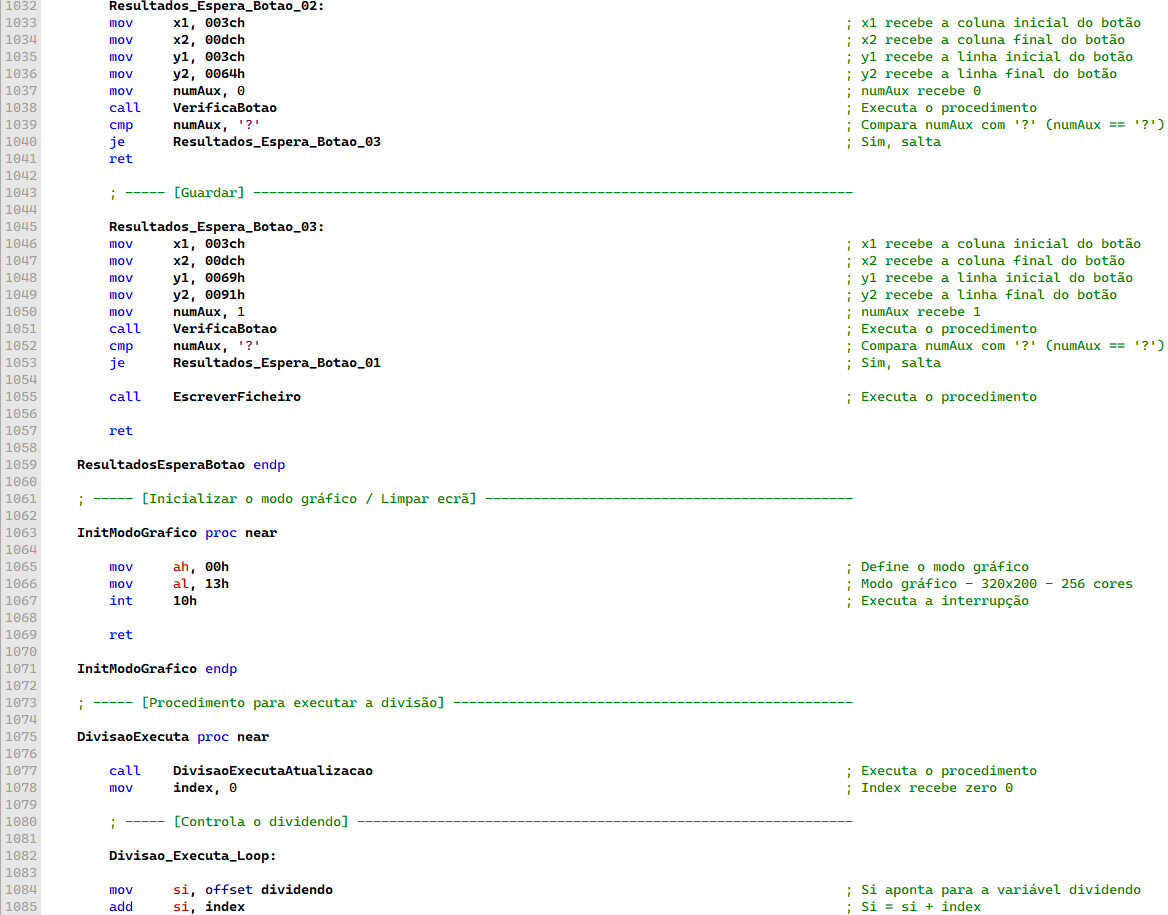 1032 Resultados_Espera_Botao_02:
1033 mov x1, 003ch ; x1 recebe a coluna inicial do botão
1034 mov x2, 00dch ; x2 recebe a coluna final do botão
1035 mov y1, 003ch ; y1 recebe a linha inicial do botão
1036 mov y2, 0064h ; y2 recebe a linha final do botão
1037 mov numAux, 0 ; numAux recebe 0
1038 call VerificaBotao ; Executa o procedimento
1039 cmp numAux, '?' ; Compara numAux com '?' (numAux == '?')
1040 je Resultados_Espera_Botao_03 ; Sim, salta
1041 ret
1042
1043 ; ----- [Guardar] ---------------------------------------------------------------------------
1044
1045 Resultados_Espera_Botao_03:
1046 mov x1, 003ch ; x1 recebe a coluna inicial do botão
1047 mov x2, 00dch ; x2 recebe a coluna final do botão
1048 mov y1, 0069h ; y1 recebe a linha inicial do botão
1049 mov y2, 0091h ; y2 recebe a linha final do botão
1050 mov numAux, 1 ; numAux recebe 1
1051 call VerificaBotao ; Executa o procedimento
1052 cmp numAux, '?' ; Compara numAux com '?' (numAux == '?')
1053 je Resultados_Espera_Botao_01 ; Sim, salta
1054
1055 call EscreverFicheiro ; Executa o procedimento
1056
1057 ret
1058
1059 ResultadosEsperaBotao endp
1060
1061 ; ----- [Inicializar o modo gráfico / Limpar ecrã] ----------------------------------------------
1062
1063 InitModoGrafico proc near
1064
1065 mov ah, 00h ; Define o modo gráfico
1066 mov al, 13h ; Modo gráfico - 320x200 - 256 cores
1067 int 10h ; Executa a interrupção
1068
1069 ret
1070
1071 InitModoGrafico endp
1072
1073 ; ----- [Procedimento para executar a divisão] --------------------------------------------------
1074
1075 DivisaoExecuta proc near
1076
1077 call DivisaoExecutaAtualizacao ; Executa o procedimento
1078 mov index, 0 ; Index recebe zero 0
1079
1080 ; ----- [Controla o dividendo] --------------------------------------------------------------
1081
1082 Divisao_Executa_Loop:
1083
1084 mov si, offset dividendo ; Si aponta para a variável dividendo
1085 add si, index ; Si = si + index